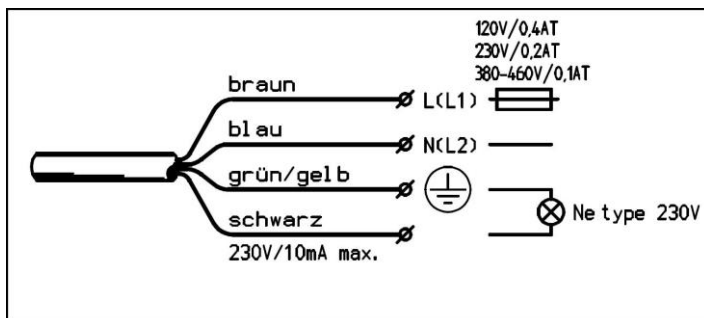 120V/0,4AT
230V/0,2AT
380-460V/0,1AT
braun
L(L1)
blau
N(L2)
grün/gelb
schwarz
Ne type 230V
230V/10mA max.